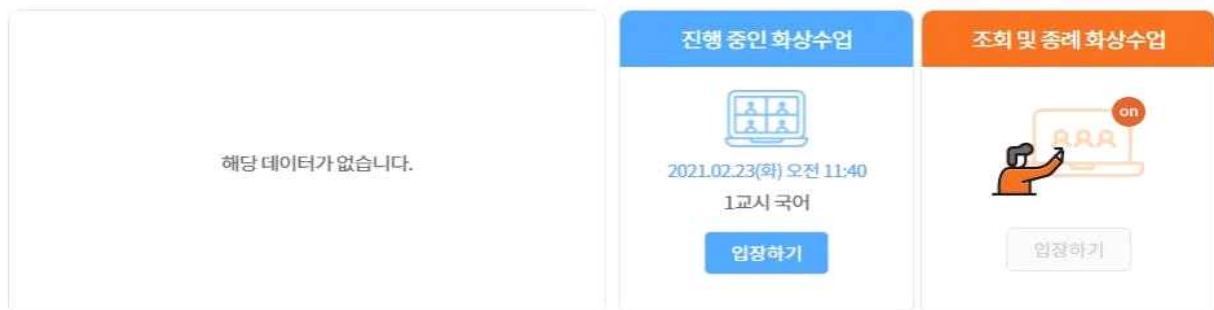 해당 데이터가 없습니다.
진행 중인 화상수업
2021.02.23(화) 오전 11:40
1교시 국어
입장하기
조회 및 종례 화상수업
on
입장하기